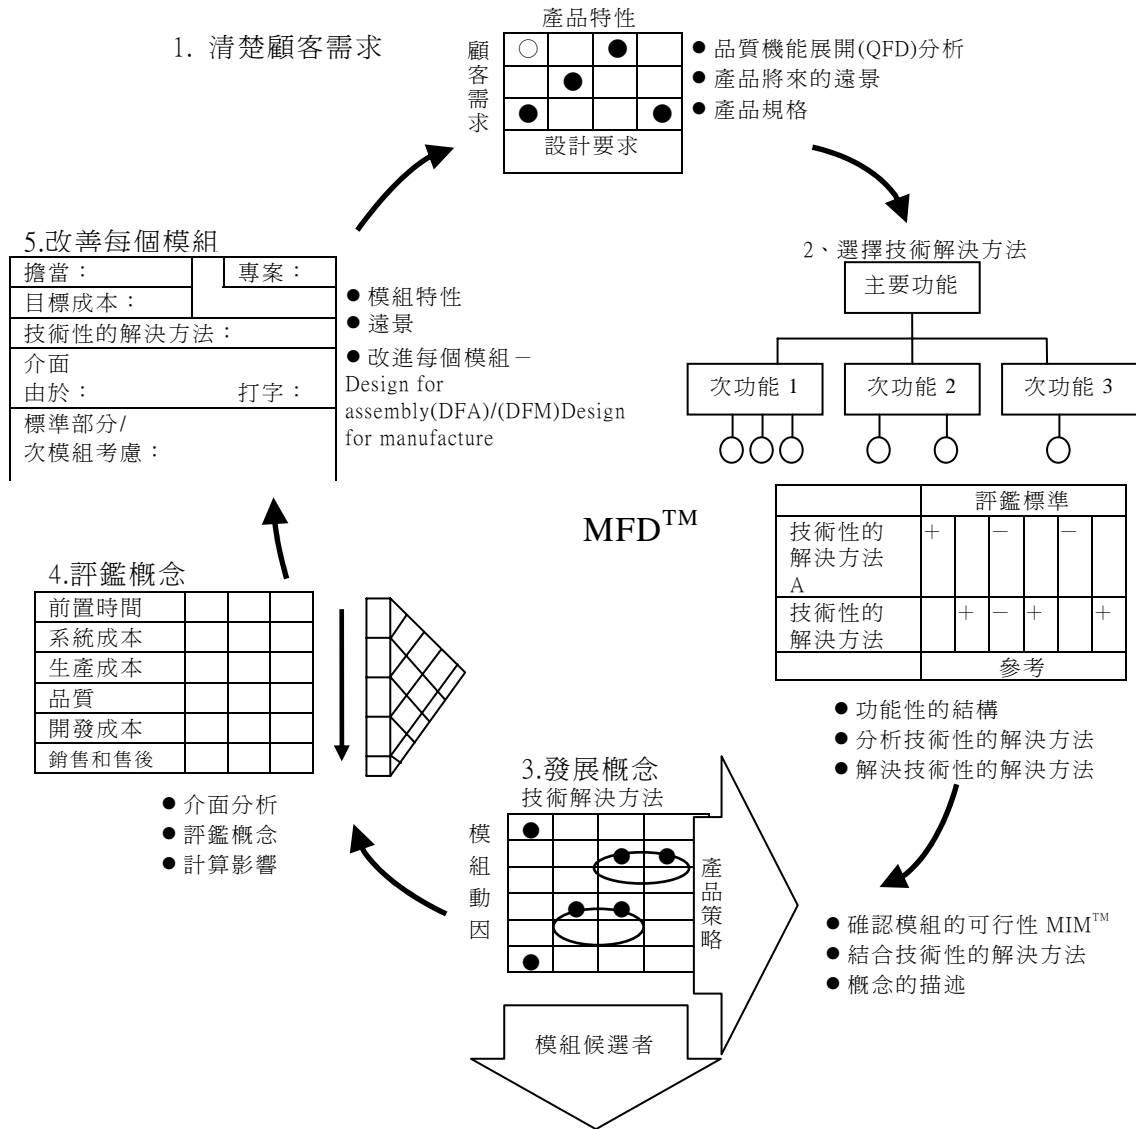 1. 清楚顧客需求
產品特性
顧客需求
設計要求
● 品質機能展開(QFD)分析
● 產品將來的遠景
● 產品規格
2、選擇技術解決方法
主要功能
次功能 1
次功能 2
次功能 3
評鑑標準
技術性的
解決方法
A
+ － －
技術性的
解決方法
+ － + +
參考
● 功能性的結構
● 分析技術性的解決方法
● 解決技術性的解決方法
MFD™
3.發展概念
技術解決方法
模組動因
產品策略
模組候選者
● 確認模組的可行性 MIM™
● 結合技術性的解決方法
● 概念的描述
4.評鑑概念
前置時間
系統成本
生產成本
品質
開發成本
銷售和售後
● 介面分析
● 評鑑概念
● 計算影響
5.改善每個模組
擔當：
專案：
目標成本：
技術性的解決方法：
介面
由於： 打字：
標準部分/
次模組考慮：
● 模組特性
● 遠景
● 改進每個模組－
Design for
assembly(DFA)/(DFM)Design
for manufacture